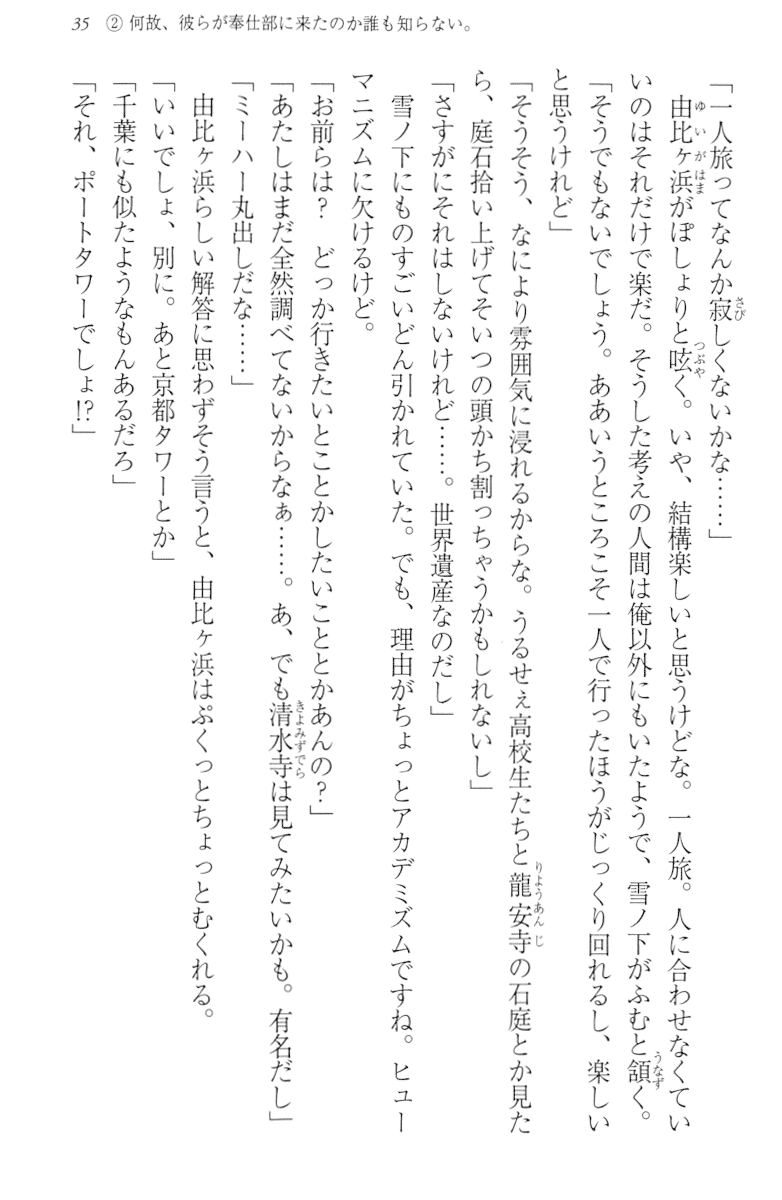 35　② 何故、彼らが奉仕部に来たのか誰も知らない。
「一人旅ってなんか寂しくないかな……」
　由比ヶ浜がぽしょりと呟く。いや、結構楽しいと思うけどな。一人旅。人に合わせなくてい
いのはそれだけで楽だ。そうした考えの人間は俺以外にもいたようで、雪ノ下がふむと頷く。
「そうでもないでしょう。ああいうところこそ一人で行ったほうがじっくり回れるし、楽しい
と思うけれど」
「そうそう、なにより雰囲気に浸れるからな。うるせぇ高校生たちと龍安寺の石庭とか見た
ら、庭石拾い上げてそいつの頭かち割っちゃうかもしれないし」
「さすがにそれはしないけれど……。世界遺産なのだし」
　雪ノ下にものすごいどん引かれていた。でも、理由がちょっとアカデミズムですね。ヒュー
マニズムに欠けるけど。
「お前らは？　どっか行きたいとことかしたいこととかあんの？」
「あたしはまだ全然調べてないからなぁ……。あ、でも清水寺は見てみたいかも。有名だし」
「ミーハー丸出しだな……」
　由比ヶ浜らしい解答に思わずそう言うと、由比ヶ浜はぷくっとちょっとむくれる。
「いいでしょ、別に。あと京都タワーとか」
「千葉にも似たようなもんあるだろ」
「それ、ポートタワーでしょ!?」